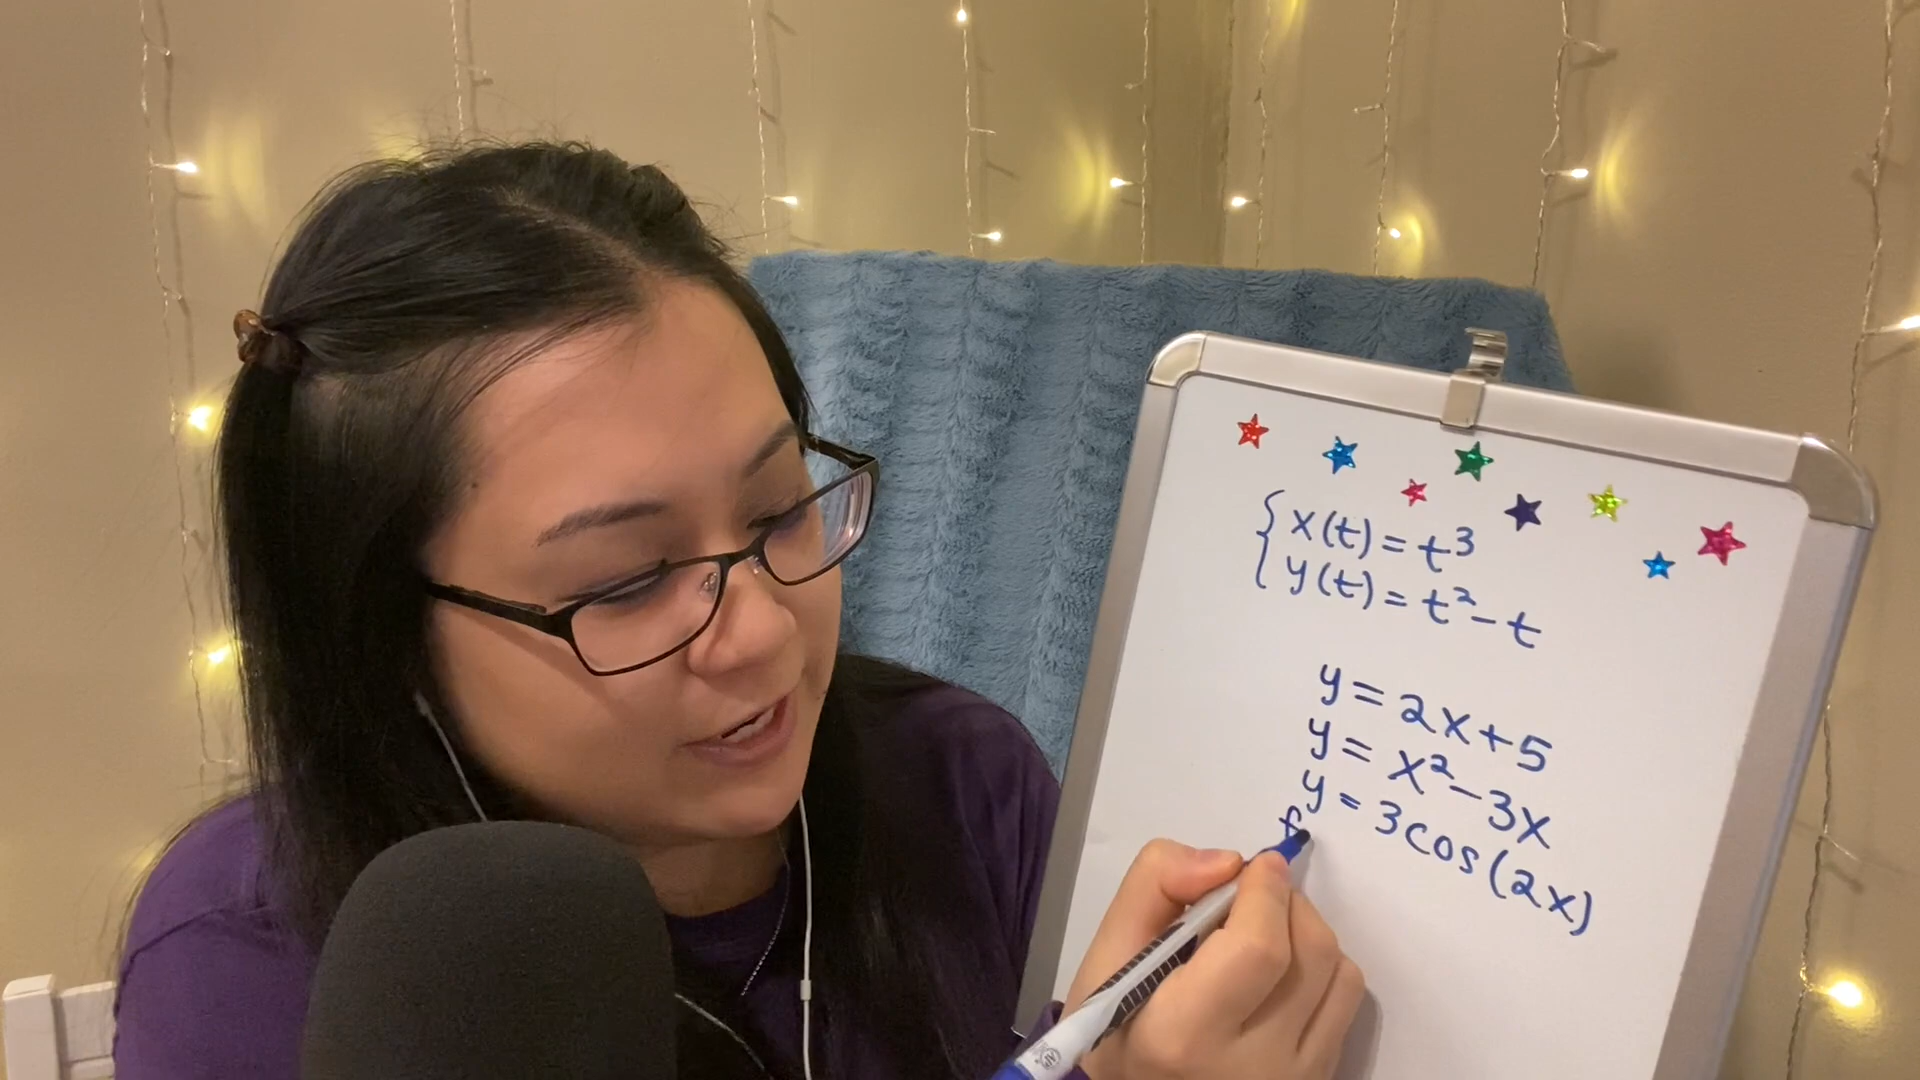 { x(t) = t³
y(t) = t² - t
y = 2x + 5
y = x² - 3x
y = 3cos(2x)
f